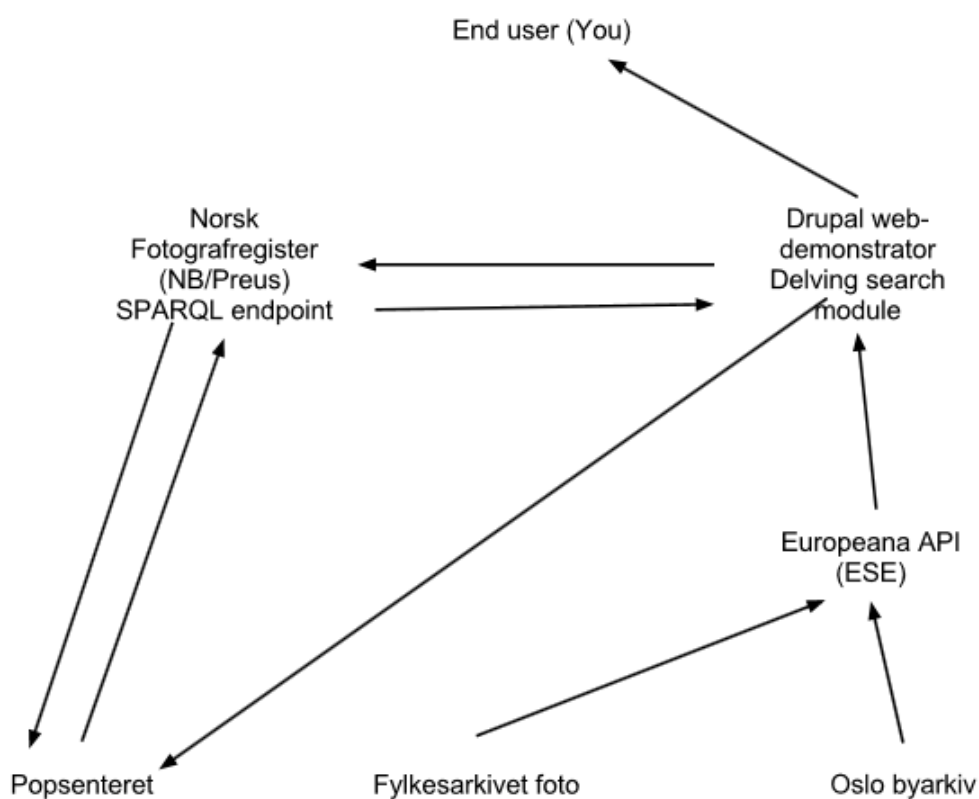 End user (You)
Norsk
Fotografregister
(NB/Preus)
SPARQL endpoint
Drupal web-
demonstrator
Delving search
module
Europeana API
(ESE)
Popsenteret
Fylkesarkivet foto
Oslo byarkiv